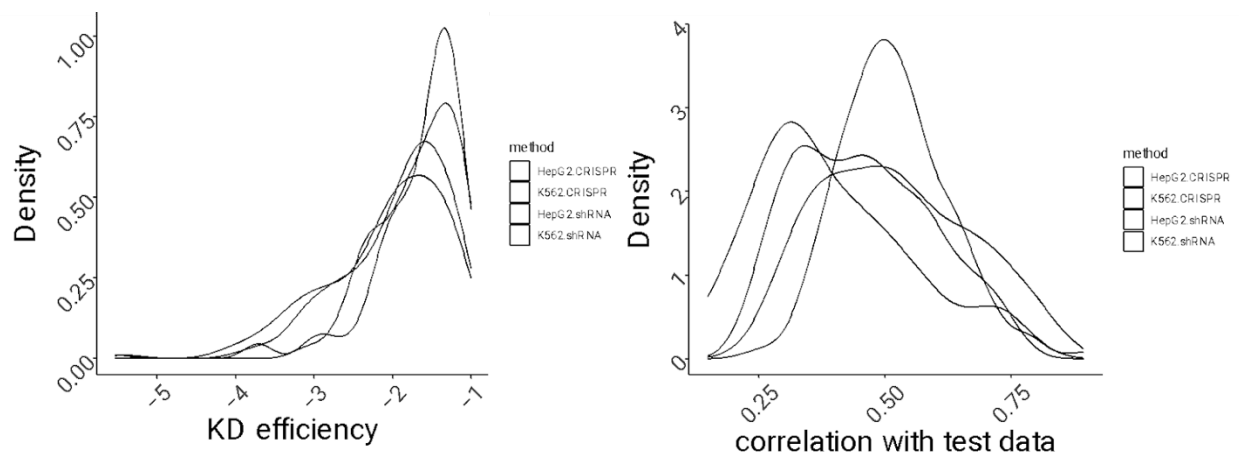 Density
1.00
0.75
0.50
0.25
0.00
-5
-4
-3
-2
-1
KD efficiency
method
HepG2.CRISPR
K562.CRISPR
HepG2.shRNA
K562.shRNA
Density
4
3
2
1
0
0.25
0.50
0.75
correlation with test data
method
HepG2.CRISPR
K562.CRISPR
HepG2.shRNA
K562.shRNA